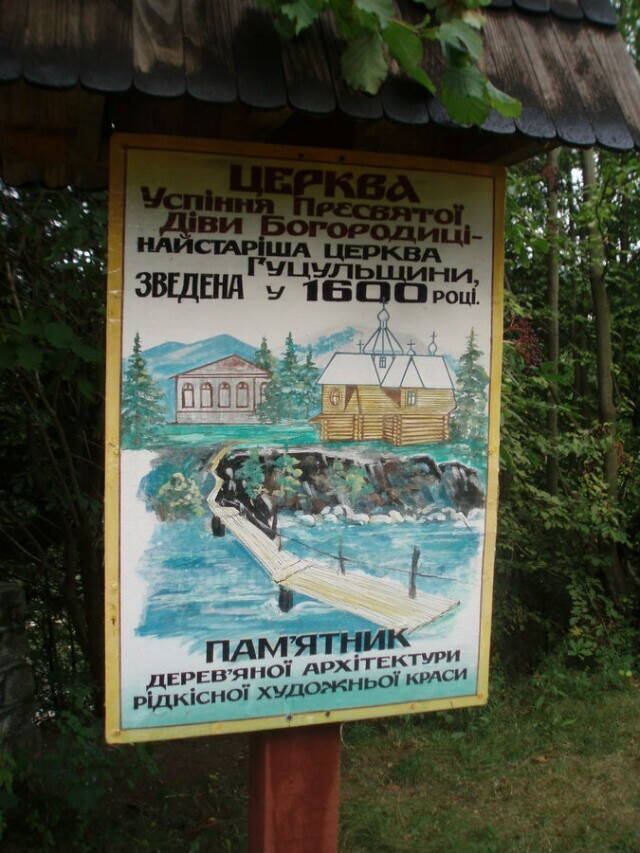 ЦЕРКВА
УСПІННЯ ПРЕСВЯТОЇ
ДІВИ БОГОРОДИЦІ-
НАЙСТАРІША ЦЕРКВА
ГУЦУЛЬЩИНИ,
ЗВЕДЕНА У 1600 РОЦІ.
ПАМ'ЯТНИК
ДЕРЕВ'ЯНОЇ АРХІТЕКТУРИ
РІДКІСНОЇ ХУДОЖНЬОЇ КРАСИ